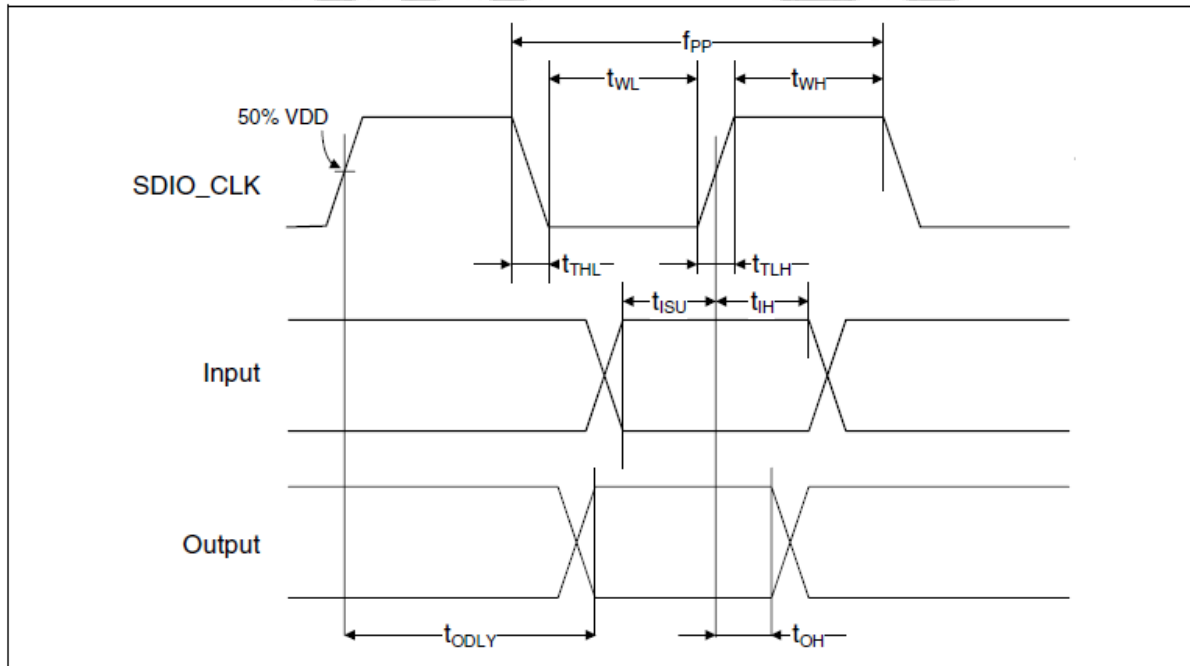 fPP
tWL
tWH
50% VDD
SDIO_CLK
tTHL
tTLH
tISU
tIH
Input
Output
tODLY
tOH